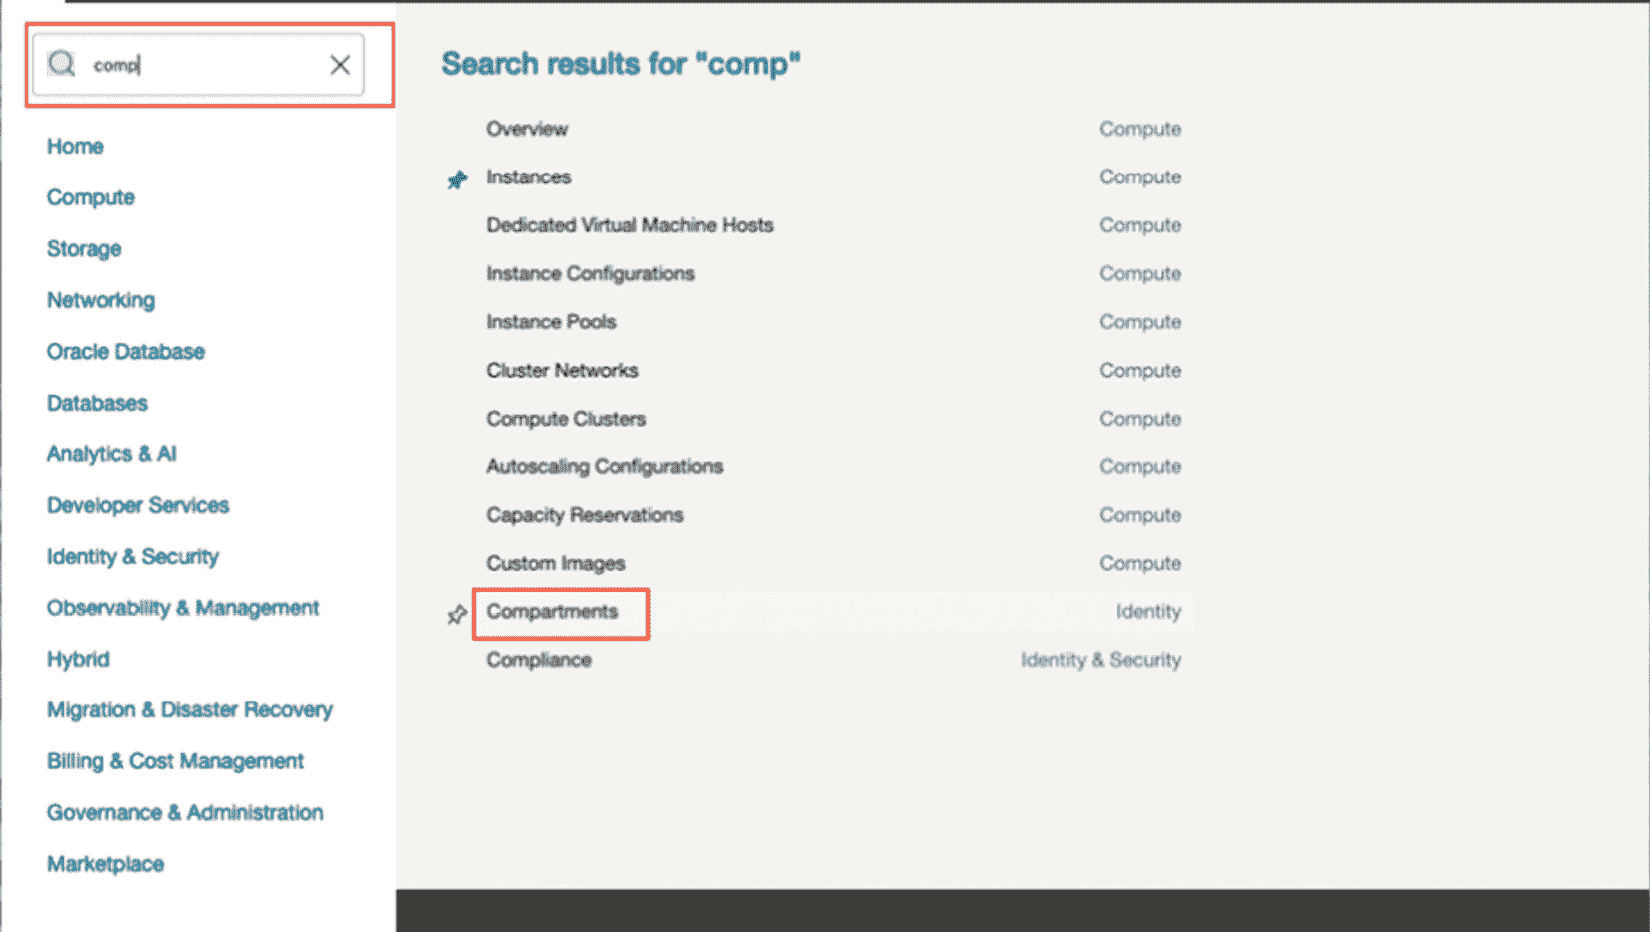 comp
Home
Compute
Storage
Networking
Oracle Database
Databases
Analytics & AI
Developer Services
Identity & Security
Observability & Management
Hybrid
Migration & Disaster Recovery
Billing & Cost Management
Governance & Administration
Marketplace
Search results for "comp"
Overview Compute
Instances Compute
Dedicated Virtual Machine Hosts Compute
Instance Configurations Compute
Instance Pools Compute
Cluster Networks Compute
Compute Clusters Compute
Autoscaling Configurations Compute
Capacity Reservations Compute
Custom Images Compute
Compartments Identity
Compliance Identity & Security